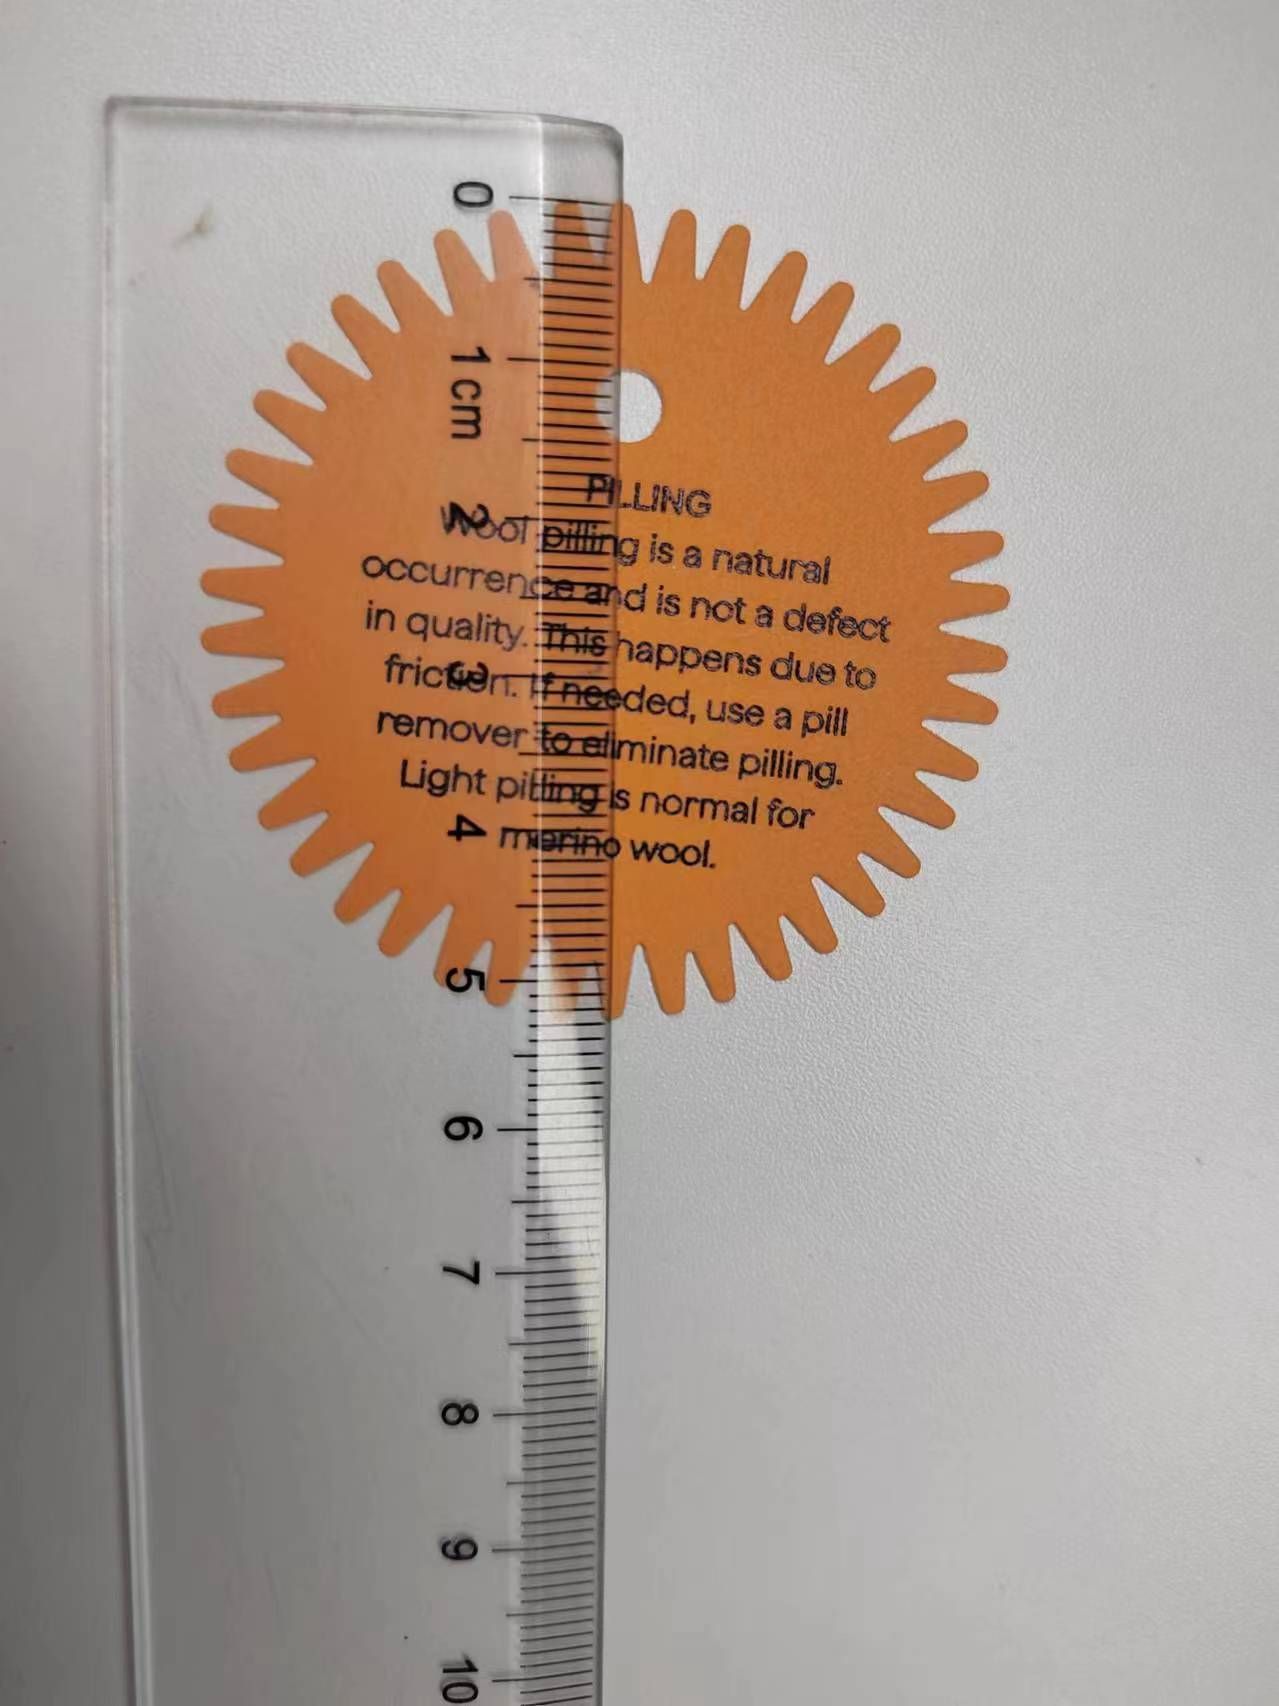 0
1cm
PILLING
2
Wool pilling is a natural
occurrence and is not a defect
in quality. This happens due to
3
friction. If needed, use a pill
remover to eliminate pilling.
Light pilling is normal for
4
merino wool.
5
6
7
8
9
10